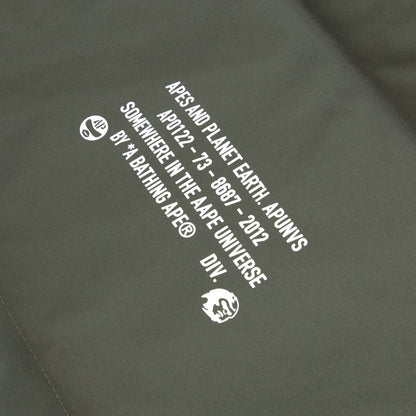 APES AND PLANET EARTH. APUNVS
AP0122 - 73 - 8687 - 2012
SOMEWHERE IN THE AAPE UNIVERSE
BY *A BATHING APE®
DIV.